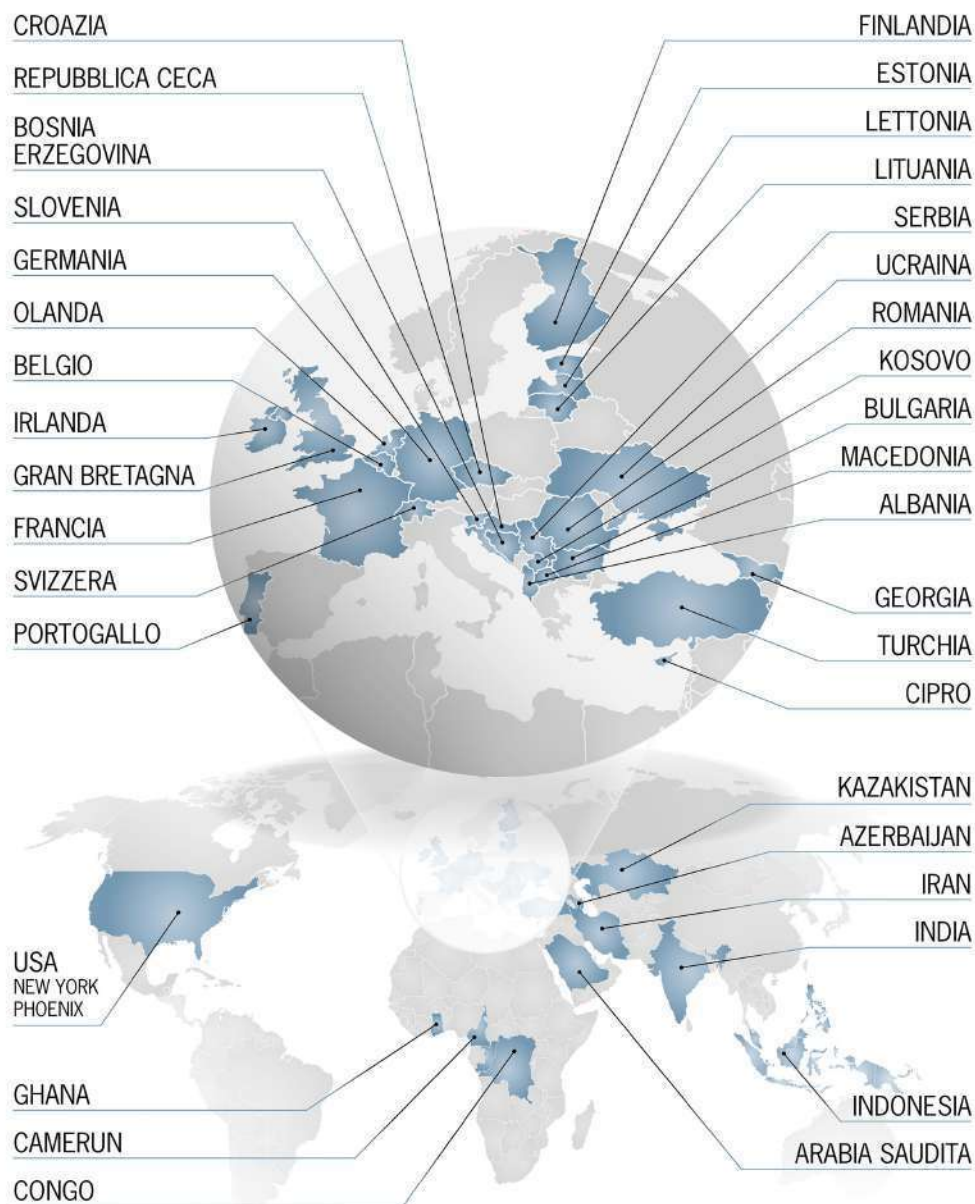 CROAZIA
REPUBBLICA CECA
BOSNIA
ERZEGOVINA
SLOVENIA
GERMANIA
OLANDA
BELGIO
IRLANDA
GRAN BRETAGNA
FRANCIA
SVIZZERA
PORTOGALLO
FINLANDIA
ESTONIA
LETTONIA
LITUANIA
SERBIA
UCRAINA
ROMANIA
KOSOVO
BULGARIA
MACEDONIA
ALBANIA
GEORGIA
TURCHIA
CIPRO
KAZAKISTAN
AZERBAIJAN
IRAN
INDIA
USA
NEW YORK
PHOENIX
GHANA
CAMERUN
CONGO
INDONESIA
ARABIA SAUDITA